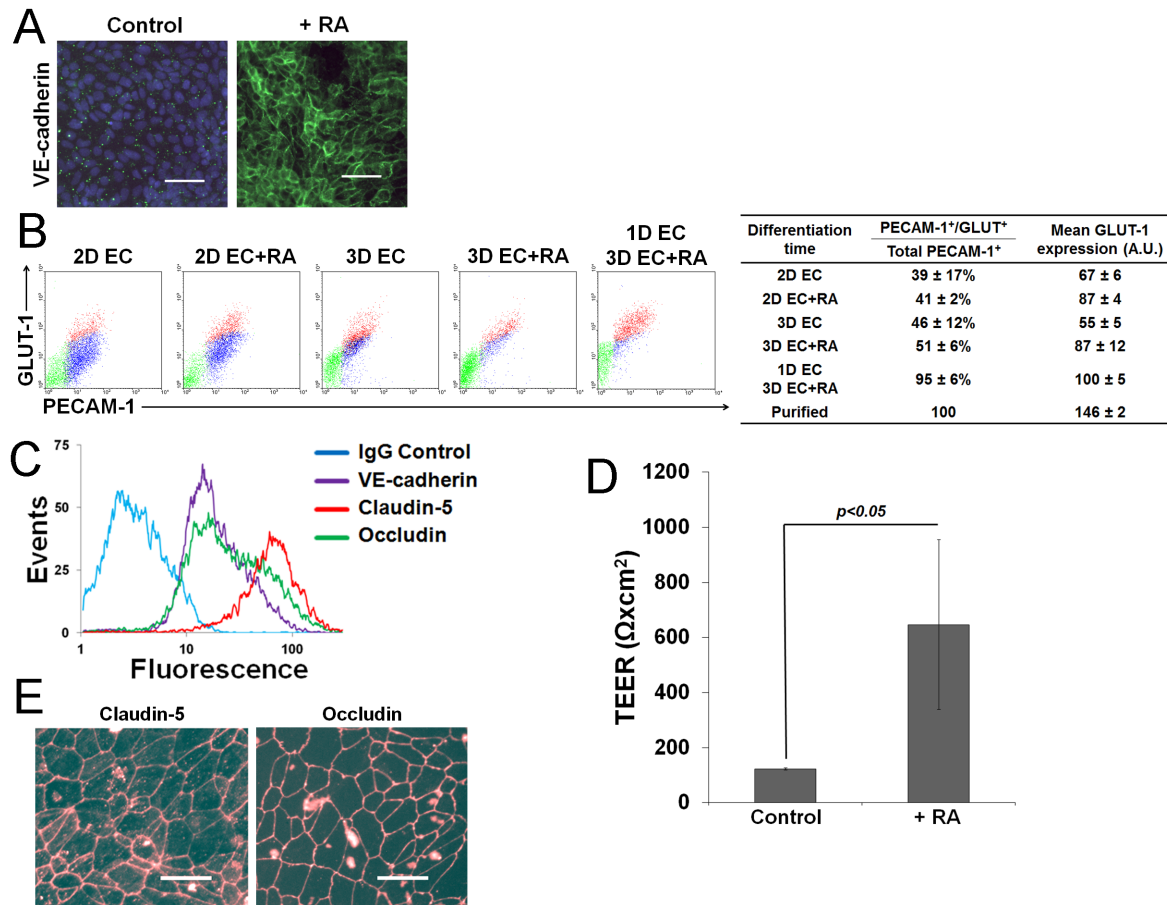 A
Control
+ RA
VE-cadherin
B
2D EC
2D EC+RA
3D EC
3D EC+RA
1D EC
3D EC+RA
GLUT-1
PECAM-1
Differentiation
time
PECAM-1⁺/GLUT⁺
Total PECAM-1⁺
Mean GLUT-1
expression (A.U.)
2D EC 39 ± 17% 67 ± 6
2D EC+RA 41 ± 2% 87 ± 4
3D EC 46 ± 12% 55 ± 5
3D EC+RA 51 ± 6% 87 ± 12
1D EC
3D EC+RA 95 ± 6% 100 ± 5
Purified 100 146 ± 2
C
75
50
25
0
1 10 100
Events
Fluorescence
IgG Control
VE-cadherin
Claudin-5
Occludin
D
1200
1000
800
600
400
200
0
TEER (Ωxcm²)
p<0.05
Control
+ RA
E
Claudin-5
Occludin